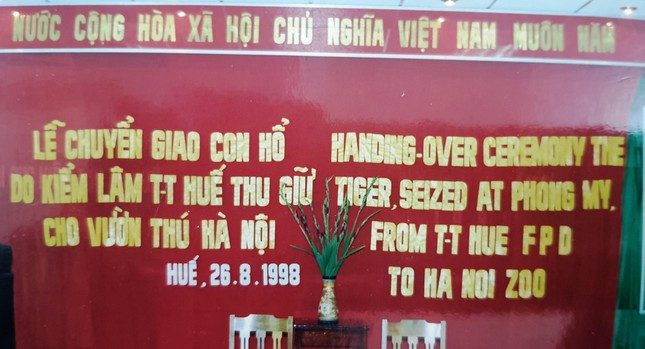 NƯỚC CỘNG HÒA XÃ HỘI CHỦ NGHĨA VIỆT NAM MUÔN NĂM
LỄ CHUYỂN GIAO CON HỔ
DO KIỂM LÂM T-T HUẾ THU GIỮ
CHO VƯỜN THÚ HÀ NỘI
HUẾ, 26.8.1998
HANDING-OVER CEREMONY THE
TIGER, SEIZED AT PHONG MY,
FROM T-T HUE F P D
TO HA NOI ZOO